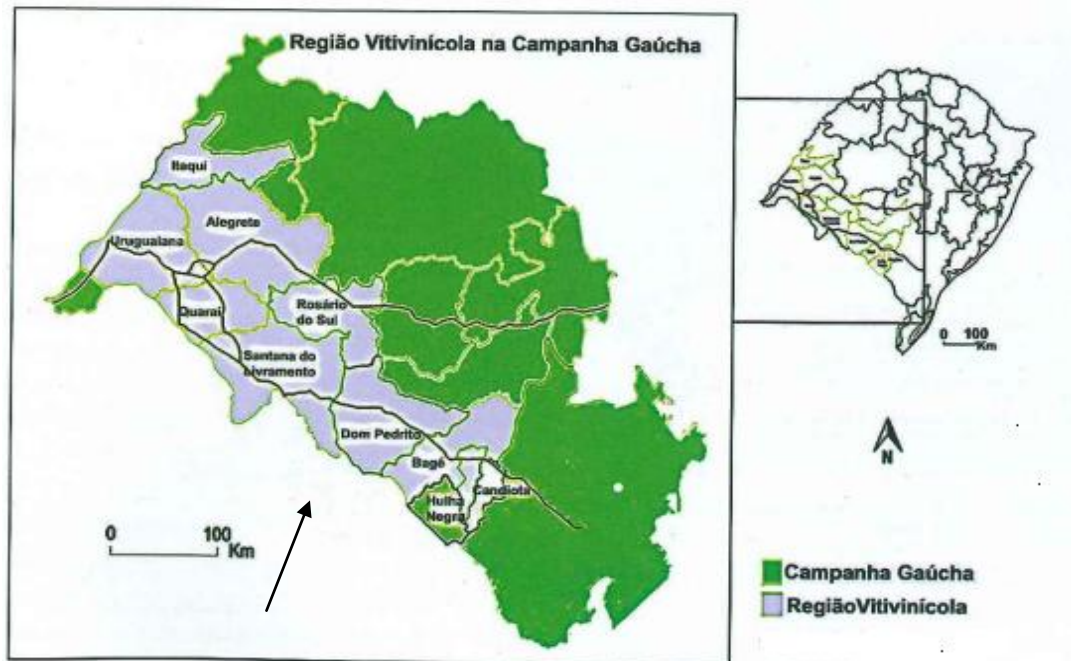 Região Vitivinícola na Campanha Gaúcha
Itaqui
Alegrete
Uruguaiana
Quaraí
Rosário
do Sul
Santana do
Livramento
Dom Pedrito
Bagé
Candiota
Hulha
Negra
0 100
Km
0 100
Km
N
Campanha Gaúcha
RegiãoVitivinícola